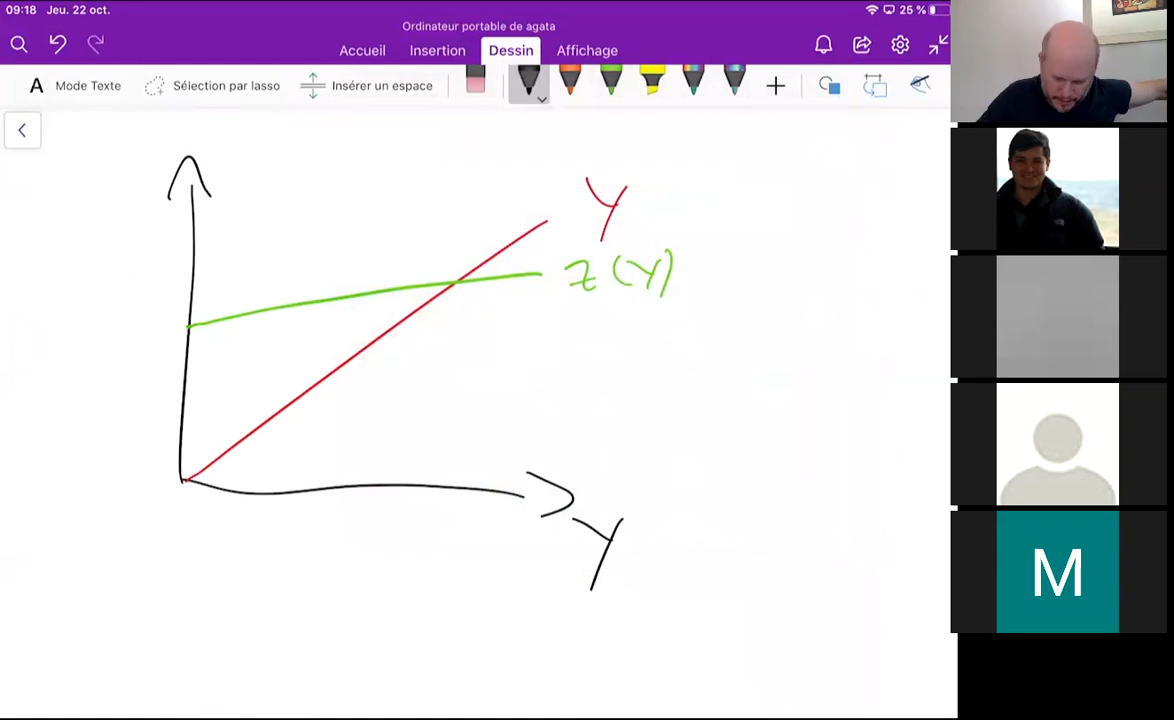 09:18 Jeu. 22 oct.
25 %
Ordinateur portable de agata
Accueil Insertion Dessin Affichage
A Mode Texte Sélection par lasso Insérer un espace
Y
Z (Y)
Y
M